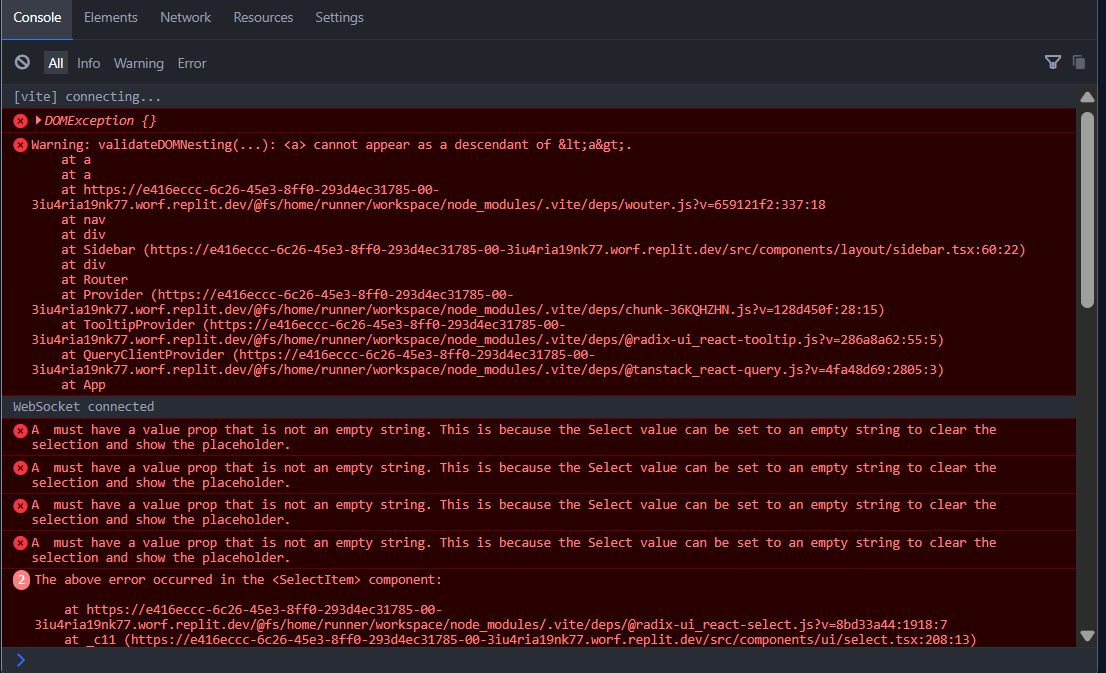 Console Elements Network Resources Settings
All Info Warning Error
[vite] connecting...
DOMException {}
Warning: validateDOMNesting(...): <a> cannot appear as a descendant of &lt;a&gt;.
at a
at a
at https://e416eccc-6c26-45e3-8ff0-293d4ec31785-00-
3iu4ria19nk77.worf.replit.dev/@fs/home/runner/workspace/node_modules/.vite/deps/wouter.js?v=659121f2:337:18
at nav
at div
at Sidebar (https://e416eccc-6c26-45e3-8ff0-293d4ec31785-00-3iu4ria19nk77.worf.replit.dev/src/components/layout/sidebar.tsx:60:22)
at div
at Router
at Provider (https://e416eccc-6c26-45e3-8ff0-293d4ec31785-00-
3iu4ria19nk77.worf.replit.dev/@fs/home/runner/workspace/node_modules/.vite/deps/chunk-36KQHZHN.js?v=128d450f:28:15)
at TooltipProvider (https://e416eccc-6c26-45e3-8ff0-293d4ec31785-00-
3iu4ria19nk77.worf.replit.dev/@fs/home/runner/workspace/node_modules/.vite/deps/@radix-ui_react-tooltip.js?v=286a8a62:55:5)
at QueryClientProvider (https://e416eccc-6c26-45e3-8ff0-293d4ec31785-00-
3iu4ria19nk77.worf.replit.dev/@fs/home/runner/workspace/node_modules/.vite/deps/@tanstack_react-query.js?v=4fa48d69:2805:3)
at App
WebSocket connected
A  must have a value prop that is not an empty string. This is because the Select value can be set to an empty string to clear the
selection and show the placeholder.
A  must have a value prop that is not an empty string. This is because the Select value can be set to an empty string to clear the
selection and show the placeholder.
A  must have a value prop that is not an empty string. This is because the Select value can be set to an empty string to clear the
selection and show the placeholder.
A  must have a value prop that is not an empty string. This is because the Select value can be set to an empty string to clear the
selection and show the placeholder.
2 The above error occurred in the <SelectItem> component:
at https://e416eccc-6c26-45e3-8ff0-293d4ec31785-00-
3iu4ria19nk77.worf.replit.dev/@fs/home/runner/workspace/node_modules/.vite/deps/@radix-ui_react-select.js?v=8bd33a44:1918:7
at _c11 (https://e416eccc-6c26-45e3-8ff0-293d4ec31785-00-3iu4ria19nk77.worf.replit.dev/src/components/ui/select.tsx:208:13)